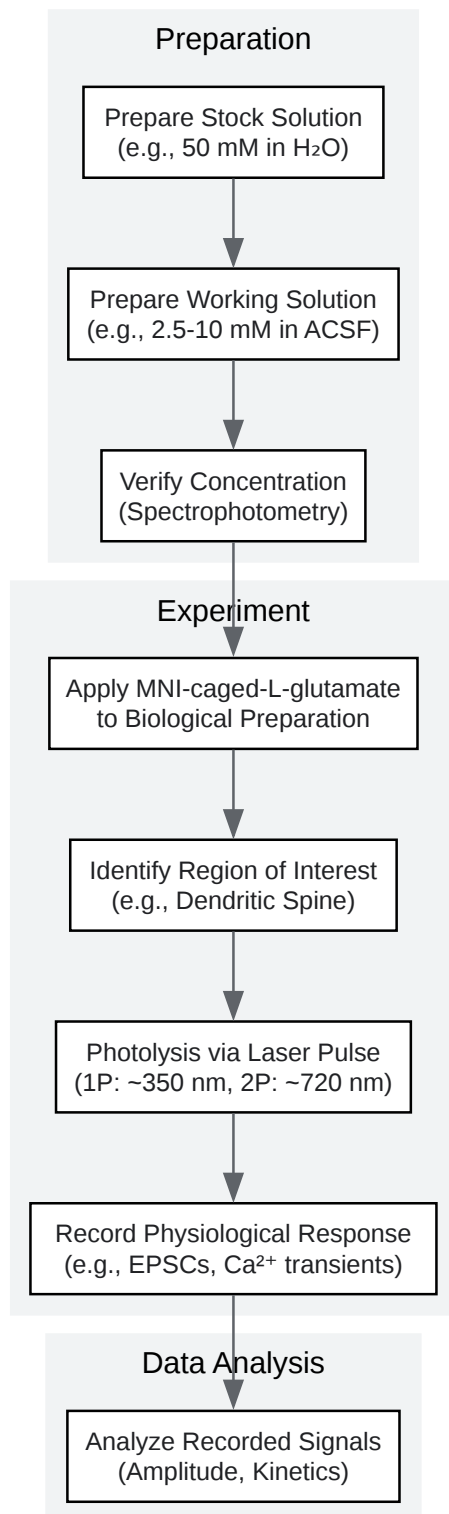 Preparation
Prepare Stock Solution
(e.g., 50 mM in H₂O)
Prepare Working Solution
(e.g., 2.5-10 mM in ACSF)
Verify Concentration
(Spectrophotometry)
Experiment
Apply MNI-caged-L-glutamate
to Biological Preparation
Identify Region of Interest
(e.g., Dendritic Spine)
Photolysis via Laser Pulse
(1P: ~350 nm, 2P: ~720 nm)
Record Physiological Response
(e.g., EPSCs, Ca²⁺ transients)
Data Analysis
Analyze Recorded Signals
(Amplitude, Kinetics)